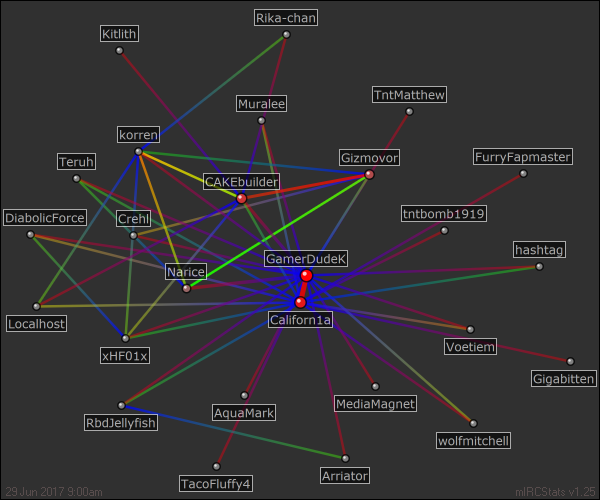 Rika-chan
Kitlith
TntMatthew
Muralee
korren
Gizmovor
FurryFapmaster
Teruh
CAKEbuilder
DiabolicForce
Crehl
tntbomb1919
hashtag
GamerDudeK
Narice
Californ1a
Localhost
Voetiem
xHF01x
Gigabitten
MediaMagnet
AquaMark
RbdJellyfish
wolfmitchell
Arriator
TacoFluffy4
29 Jun 2017 9:00am
mIRCStats v1.25